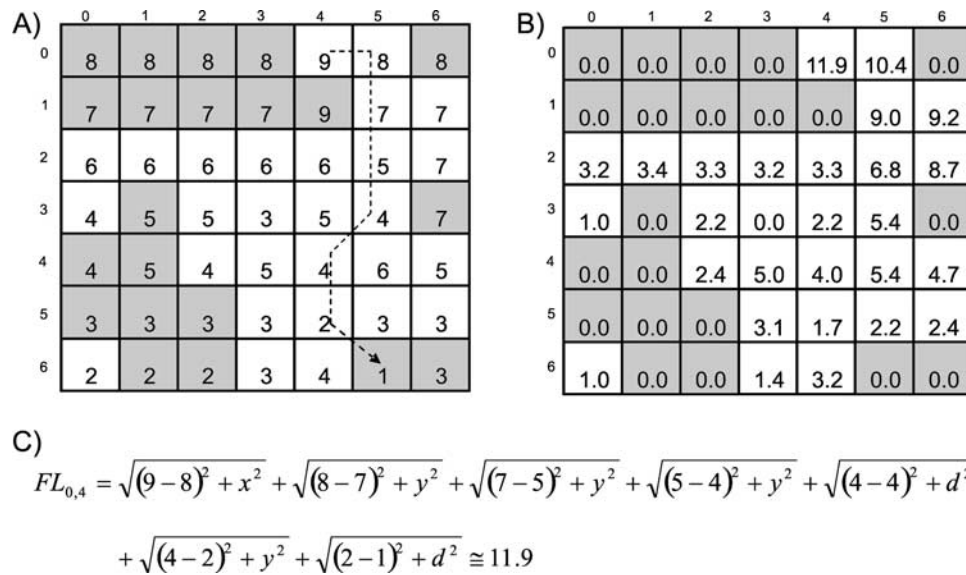 A)
0 1 2 3 4 5 6
0 8 8 8 8 9 8 8
1 7 7 7 7 9 7 7
2 6 6 6 6 6 5 7
3 4 5 5 3 5 4 7
4 4 5 4 5 4 6 5
5 3 3 3 3 2 3 3
6 2 2 2 3 4 1 3
B)
0 1 2 3 4 5 6
0 0.0 0.0 0.0 0.0 11.9 10.4 0.0
1 0.0 0.0 0.0 0.0 0.0 9.0 9.2
2 3.2 3.4 3.3 3.2 3.3 6.8 8.7
3 1.0 0.0 2.2 0.0 2.2 5.4 0.0
4 0.0 0.0 2.4 5.0 4.0 5.4 4.7
5 0.0 0.0 0.0 3.1 1.7 2.2 2.4
6 1.0 0.0 0.0 1.4 3.2 0.0 0.0
C)
FL₀,₄ = √(9−8)² + x² + √(8−7)² + y² + √(7−5)² + y² + √(5−4)² + y² + √(4−4)² + d²
+ √(4−2)² + y² + √(2−1)² + d² ≅ 11.9